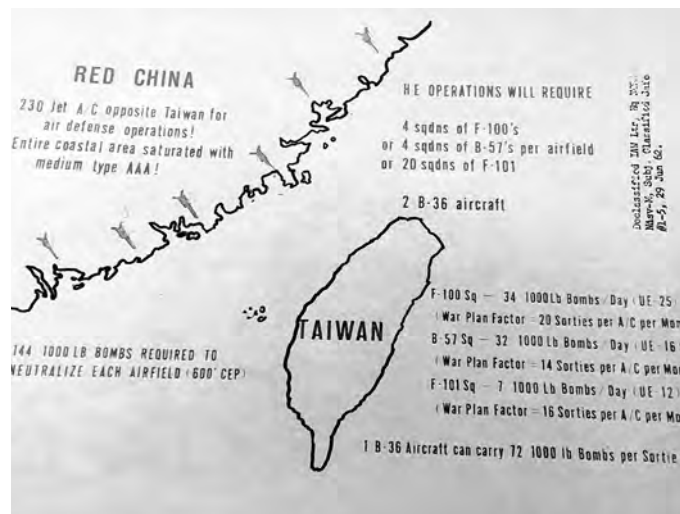 RED CHINA
230 Jet A/C opposite Taiwan for
air defense operations!
Entire coastal area saturated with
medium type AAA!
H E OPERATIONS WILL REQUIRE
4 sqdns of F-100's
or 4 sqdns of B-57's per airfield
or 20 sqdns of F-101
2 B-36 aircraft
Declassified IAW Ltr, Hq
Subj: Classified Info
#1-5, 29 Jun 62.
TAIWAN
144 1000 LB BOMBS REQUIRED TO
NEUTRALIZE EACH AIRFIELD (600' CEP)
F-100 Sq — 34 1000 Lb Bombs/Day (UE-25)
(War Plan Factor = 20 Sorties per A/C per Mon
B-57 Sq — 32 1000 Lb Bombs/Day (UE-16
(War Plan Factor = 14 Sorties per A/C per Mon
F-101 Sq — 7 1000 Lb Bombs/Day (UE-12)
(War Plan Factor = 16 Sorties per A/C per Mon
1 B-36 Aircraft can carry 72 1000 lb Bombs per Sortie